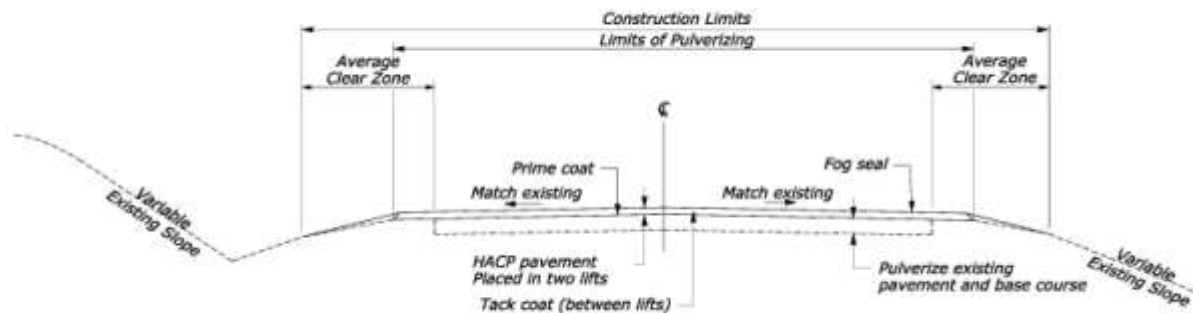 Construction Limits
Limits of Pulverizing
Average
Clear Zone
Average
Clear Zone
℄
Prime coat
Fog seal
Match existing
Match existing
Variable
Existing Slope
HACP pavement
Placed in two lifts
Tack coat (between lifts)
Pulverize existing
pavement and base course
Variable
Existing Slope